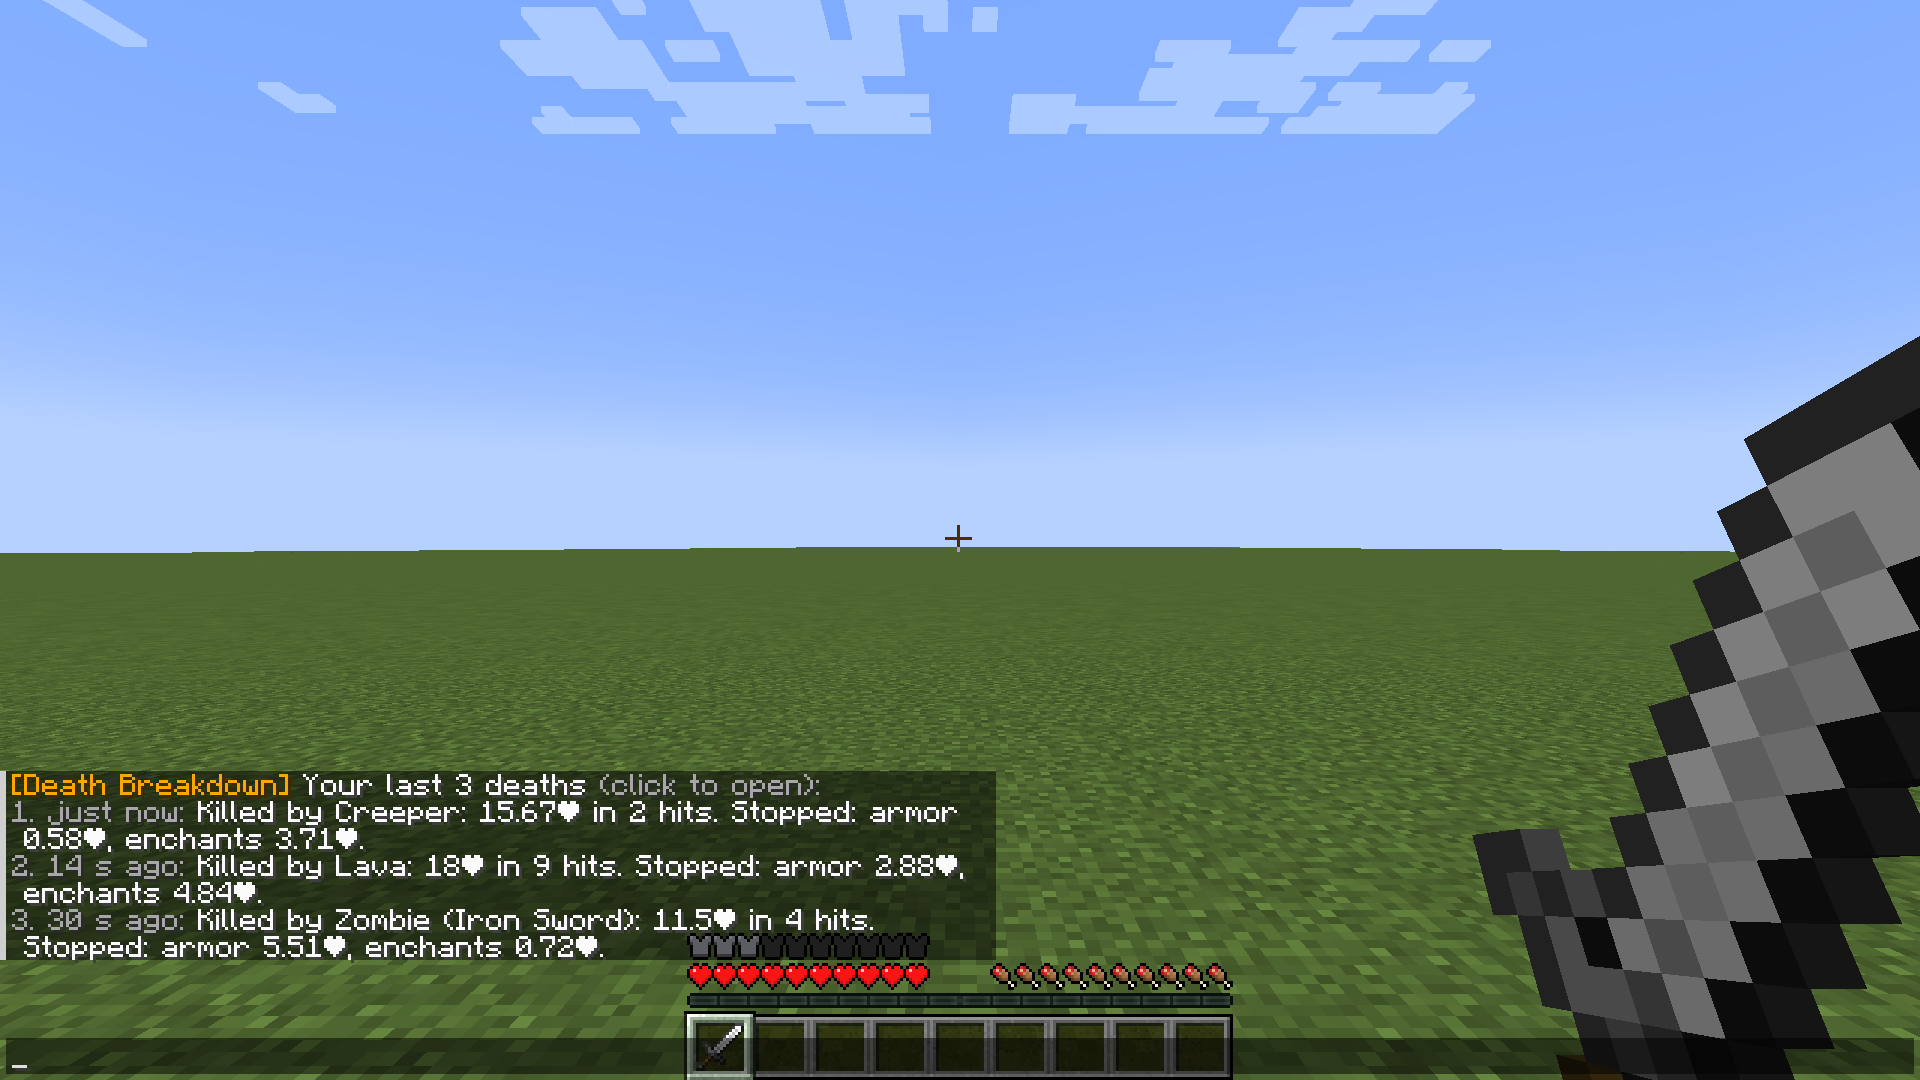 [Death Breakdown] Your last 3 deaths (click to open):
1. just now: Killed by Creeper: 15.67♥ in 2 hits. Stopped: armor
0.58♥, enchants 3.71♥.
2. 14 s ago: Killed by Lava: 18♥ in 9 hits. Stopped: armor 2.88♥,
enchants 4.84♥.
3. 30 s ago: Killed by Zombie (Iron Sword): 11.5♥ in 4 hits.
Stopped: armor 5.51♥, enchants 0.72♥.
_